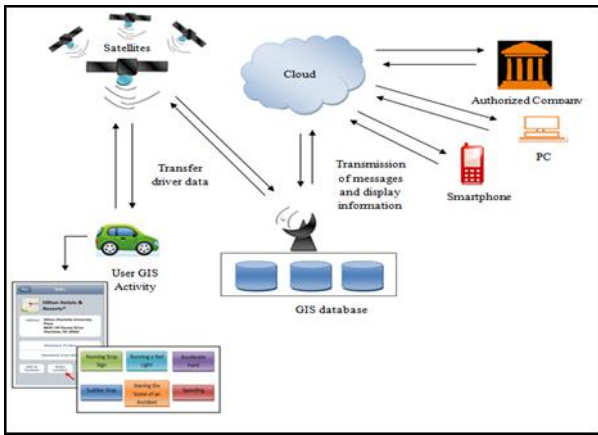 Satellites
Cloud
Authorized Company
PC
Smartphone
Transfer
driver data
Transmission
of messages
and display
information
User GIS
Activity
GIS database
Hilton Hotels &
Resorts
Running Stop
Sign
Running a Red
Light
Accelerate
Hard
Sudden Stop
leaving the
Scene of an
Accident
Speeding